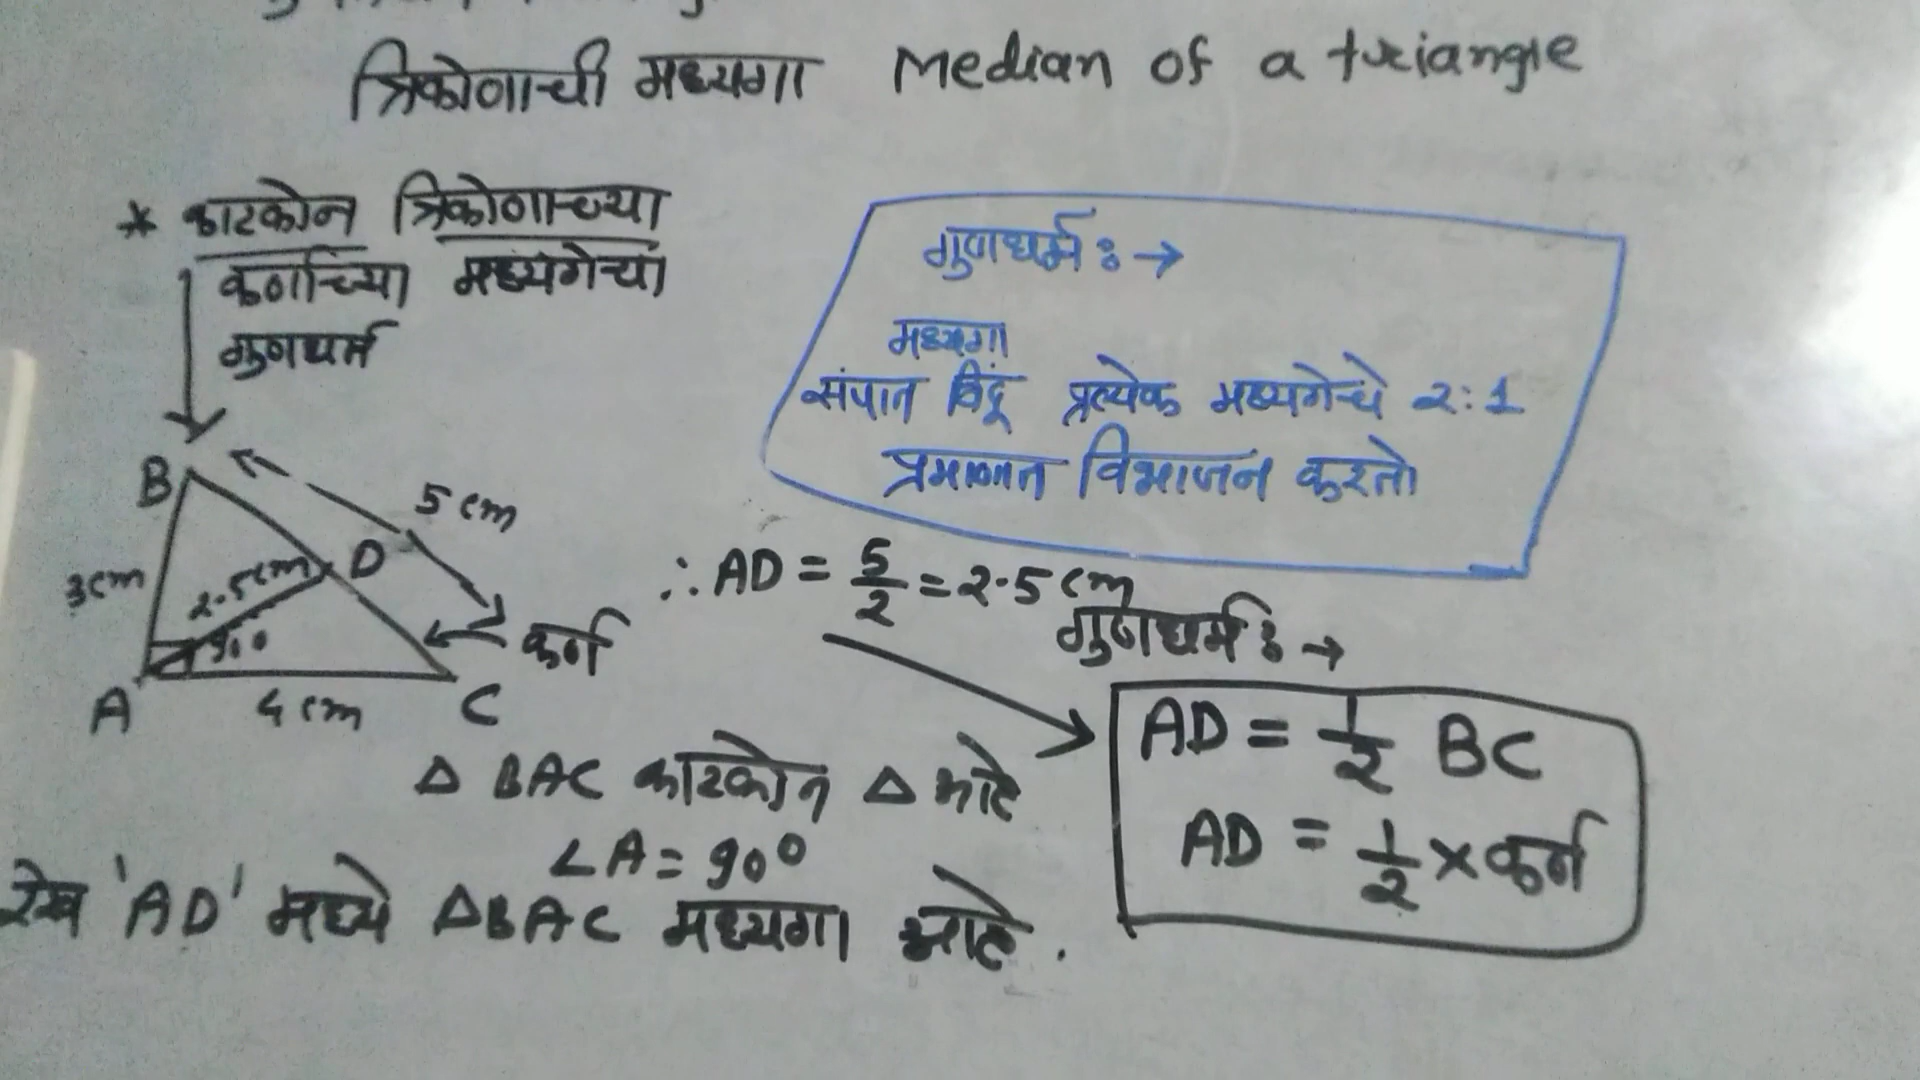 त्रिकोणाची मध्यगा Median of a triangle
* काटकोन त्रिकोणाच्या
कर्णाच्या मध्यगेचा
गुणधर्म
गुणधर्म :→
मध्यगा
संपात बिंदू प्रत्येक मध्यगेचे २:1
प्रमाणात विभाजन करतो
B
5 cm
D
3cm
2.5cm
90°
A
4 cm
C
कर्ण
∴ AD = 5/2 = 2.5 cm
गुणधर्म :→
AD = 1/2 BC
AD = 1/2 × कर्ण
Δ BAC काटकोन Δ आहे
∠A = 90°
रेख 'AD' मध्ये ΔBAC मध्यगा आहे.